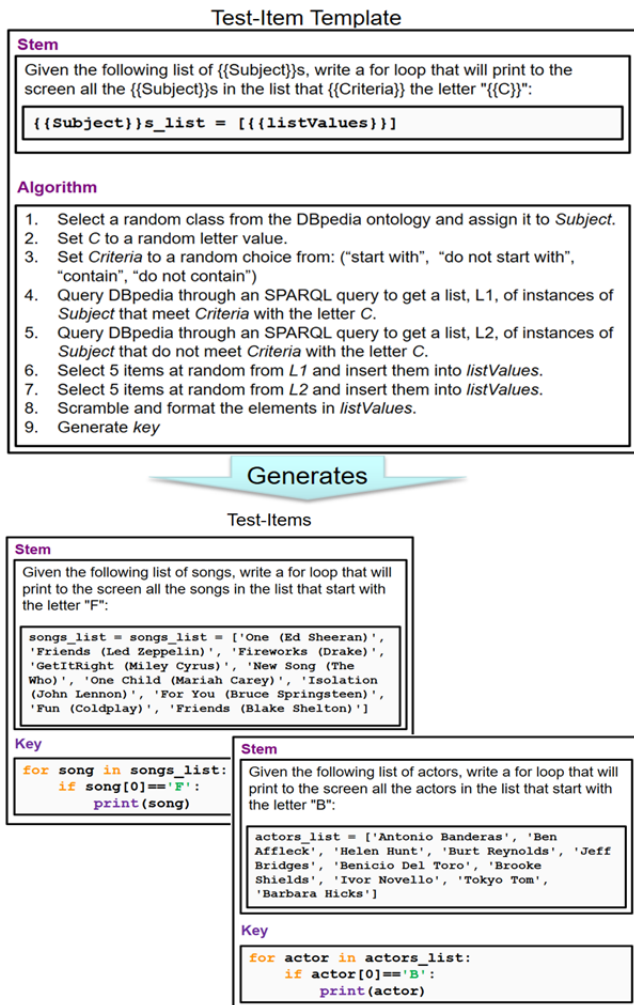 Test-Item Template
Stem
Given the following list of {{Subject}}s, write a for loop that will print to the
screen all the {{Subject}}s in the list that {{Criteria}} the letter "{{C}}":
{{Subject}}s_list = [{{listValues}}]
Algorithm
1. Select a random class from the DBpedia ontology and assign it to Subject.
2. Set C to a random letter value.
3. Set Criteria to a random choice from: (“start with”, “do not start with”,
“contain”, “do not contain”)
4. Query DBpedia through an SPARQL query to get a list, L1, of instances of
Subject that meet Criteria with the letter C.
5. Query DBpedia through an SPARQL query to get a list, L2, of instances of
Subject that do not meet Criteria with the letter C.
6. Select 5 items at random from L1 and insert them into listValues.
7. Select 5 items at random from L2 and insert them into listValues.
8. Scramble and format the elements in listValues.
9. Generate key
Generates
Test-Items
Stem
Given the following list of songs, write a for loop that will
print to the screen all the songs in the list that start with
the letter "F":
songs_list = songs_list = ['One (Ed Sheeran)',
'Friends (Led Zeppelin)', 'Fireworks (Drake)',
'GetItRight (Miley Cyrus)', 'New Song (The
Who)', 'One Child (Mariah Carey)', 'Isolation
(John Lennon)', 'For You (Bruce Springsteen)',
'Fun (Coldplay)', 'Friends (Blake Shelton)']
Key
for song in songs_list:
if song[0]=='F':
print(song)
Stem
Given the following list of actors, write a for loop that will
print to the screen all the actors in the list that start with
the letter "B":
actors_list = ['Antonio Banderas', 'Ben
Affleck', 'Helen Hunt', 'Burt Reynolds', 'Jeff
Bridges', 'Benicio Del Toro', 'Brooke
Shields', 'Ivor Novello', 'Tokyo Tom',
'Barbara Hicks']
Key
for actor in actors_list:
if actor[0]=='B':
print(actor)